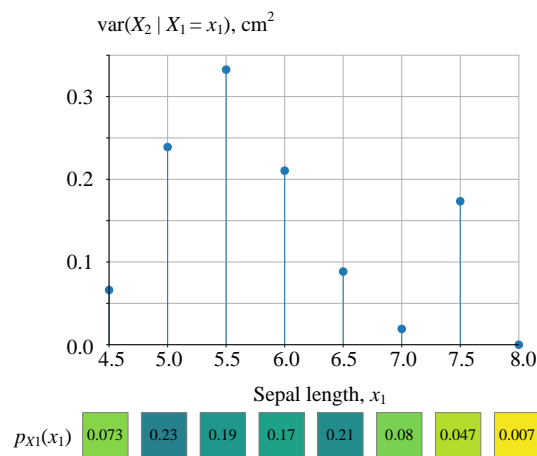 var(X₂ | X₁ = x₁), cm²
0.3
0.2
0.1
0.0
4.5 5.0 5.5 6.0 6.5 7.0 7.5 8.0
Sepal length, x₁
pX1(x₁) 0.073 0.23 0.19 0.17 0.21 0.08 0.047 0.007